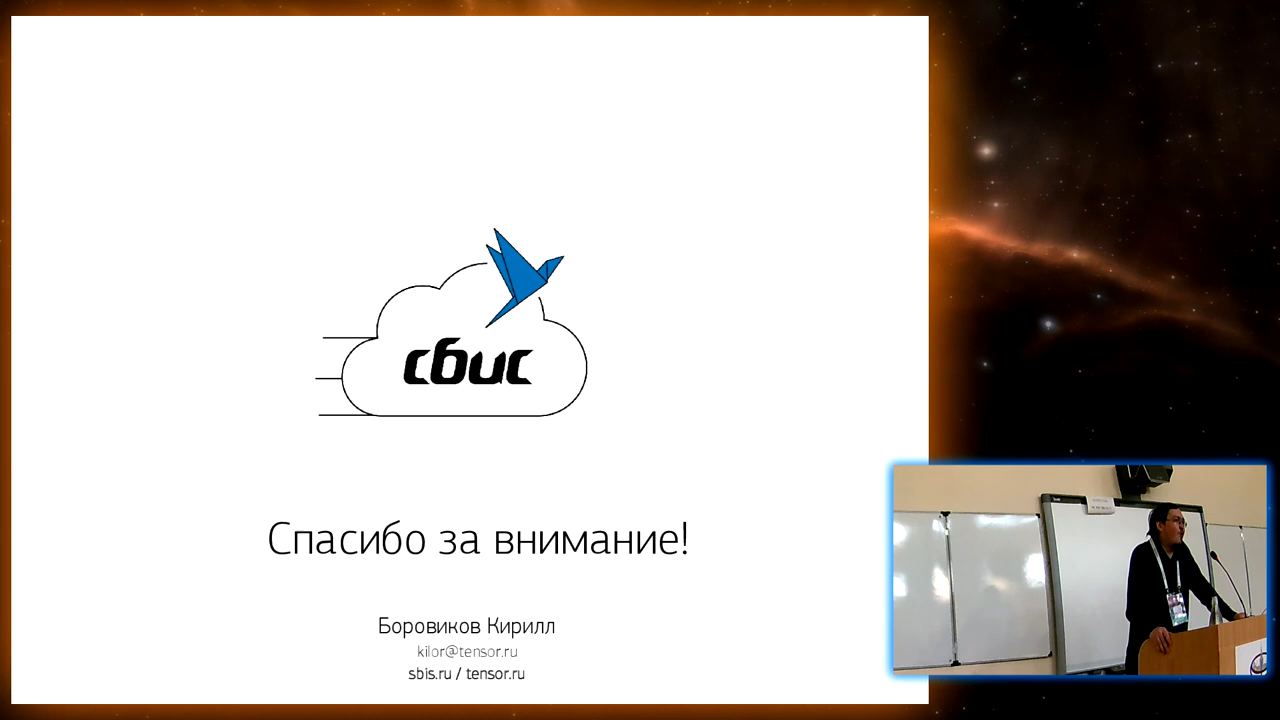 сбис
Спасибо за внимание!
Боровиков Кирилл
kilor@tensor.ru
sbis.ru / tensor.ru